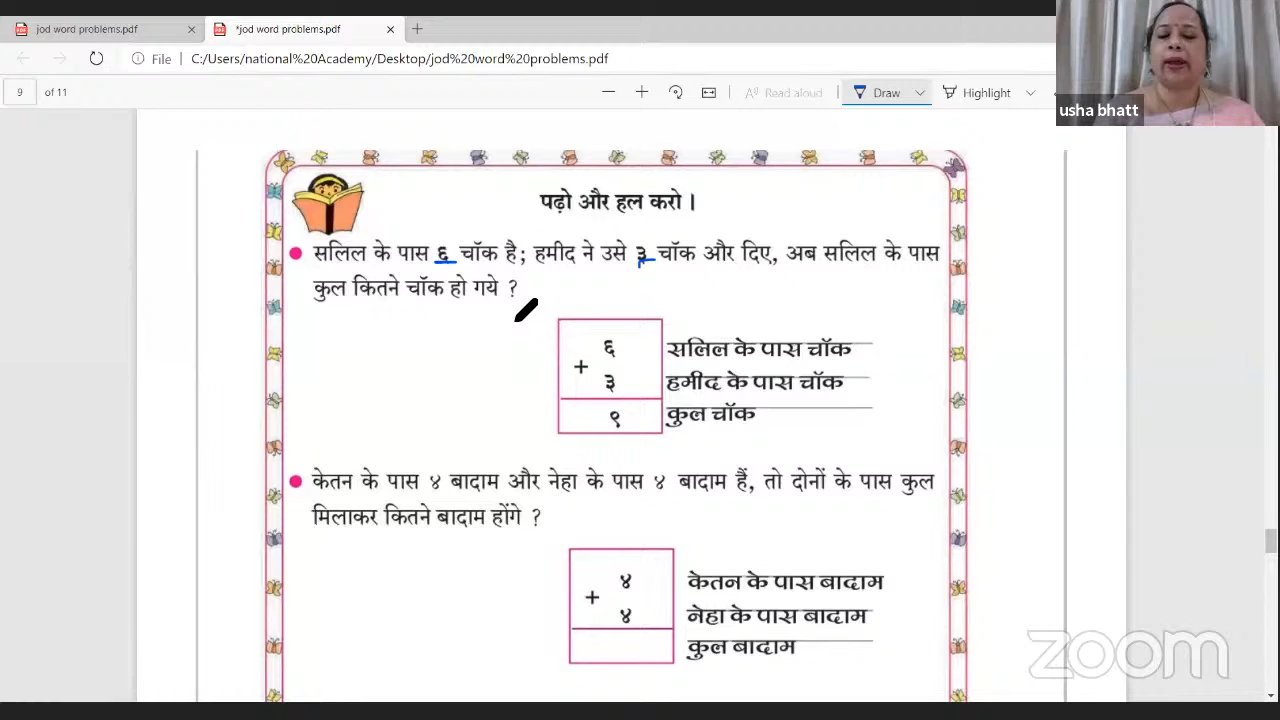 jod word problems.pdf
*jod word problems.pdf
File C:/Users/national%20Academy/Desktop/jod%20word%20problems.pdf
9 of 11
Read aloud
Draw
Highlight
usha bhatt
पढ़ो और हल करो।
सलिल के पास ६ चॉक है; हमीद ने उसे ३ चॉक और दिए, अब सलिल के पास
कुल कितने चॉक हो गये ?
६ सलिल के पास चॉक
+
३ हमीद के पास चॉक
९ कुल चॉक
केतन के पास ४ बादाम और नेहा के पास ४ बादाम हैं, तो दोनों के पास कुल
मिलाकर कितने बादाम होंगे ?
४ केतन के पास बादाम
+
४ नेहा के पास बादाम
कुल बादाम
zoom